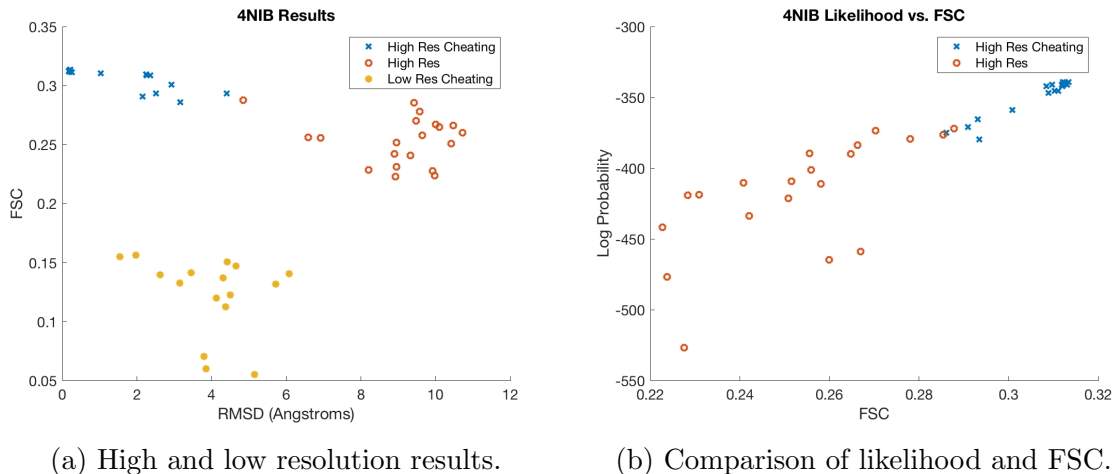 4NIB Results
0.35
0.3
0.25
0.2
0.15
0.1
0.05
FSC
High Res Cheating
High Res
Low Res Cheating
0 2 4 6 8 10 12
RMSD (Angstroms)
(a) High and low resolution results.
4NIB Likelihood vs. FSC
-300
-350
-400
-450
-500
-550
Log Probability
High Res Cheating
High Res
0.22 0.24 0.26 0.28 0.3 0.32
FSC
(b) Comparison of likelihood and FSC.